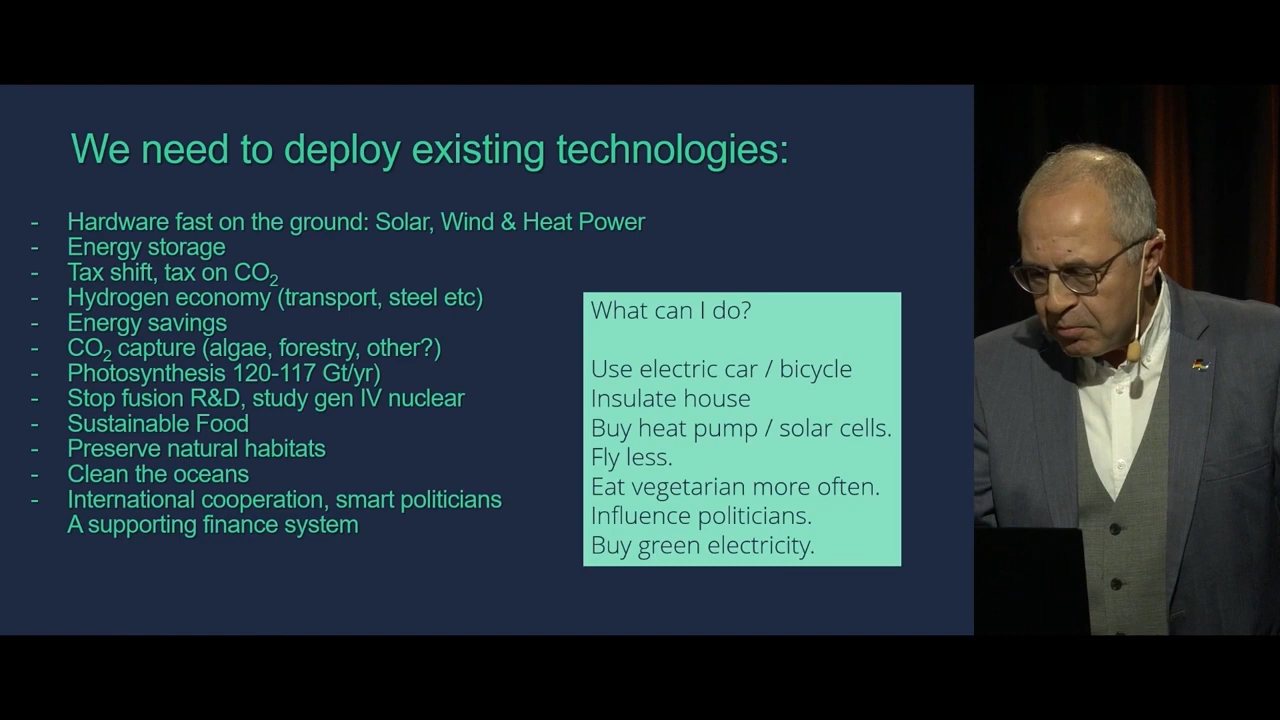 We need to deploy existing technologies:
- Hardware fast on the ground: Solar, Wind & Heat Power
- Energy storage
- Tax shift, tax on CO2
- Hydrogen economy (transport, steel etc)
- Energy savings
- CO2 capture (algae, forestry, other?)
- Photosynthesis 120-117 Gt/yr)
- Stop fusion R&D, study gen IV nuclear
- Sustainable Food
- Preserve natural habitats
- Clean the oceans
- International cooperation, smart politicians
A supporting finance system
What can I do?
Use electric car / bicycle
Insulate house
Buy heat pump / solar cells.
Fly less.
Eat vegetarian more often.
Influence politicians.
Buy green electricity.